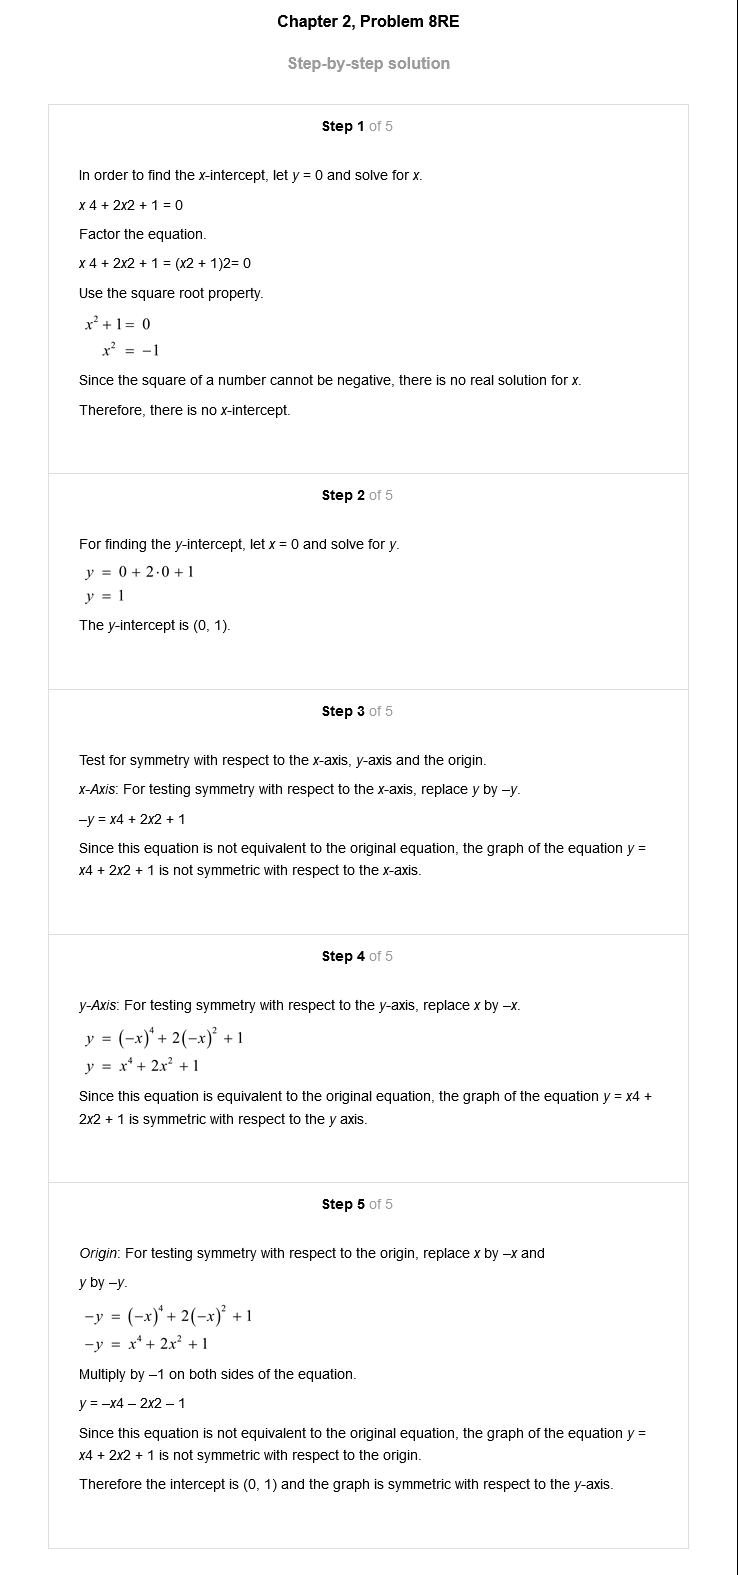 Chapter 2, Problem 8RE
Step-by-step solution
Step 1 of 5
In order to find the x-intercept, let y = 0 and solve for x.
x 4 + 2x2 + 1 = 0
Factor the equation.
x 4 + 2x2 + 1 = (x2 + 1)2= 0
Use the square root property.
x² + 1 = 0
x² = −1
Since the square of a number cannot be negative, there is no real solution for x.
Therefore, there is no x-intercept.
Step 2 of 5
For finding the y-intercept, let x = 0 and solve for y.
y = 0 + 2·0 + 1
y = 1
The y-intercept is (0, 1).
Step 3 of 5
Test for symmetry with respect to the x-axis, y-axis and the origin.
x-Axis: For testing symmetry with respect to the x-axis, replace y by –y.
–y = x4 + 2x2 + 1
Since this equation is not equivalent to the original equation, the graph of the equation y =
x4 + 2x2 + 1 is not symmetric with respect to the x-axis.
Step 4 of 5
y-Axis: For testing symmetry with respect to the y-axis, replace x by –x.
y = (−x)⁴ + 2(−x)² + 1
y = x⁴ + 2x² + 1
Since this equation is equivalent to the original equation, the graph of the equation y = x4 +
2x2 + 1 is symmetric with respect to the y axis.
Step 5 of 5
Origin: For testing symmetry with respect to the origin, replace x by –x and
y by –y.
−y = (−x)⁴ + 2(−x)² + 1
−y = x⁴ + 2x² + 1
Multiply by –1 on both sides of the equation.
y = –x4 – 2x2 – 1
Since this equation is not equivalent to the original equation, the graph of the equation y =
x4 + 2x2 + 1 is not symmetric with respect to the origin.
Therefore the intercept is (0, 1) and the graph is symmetric with respect to the y-axis.